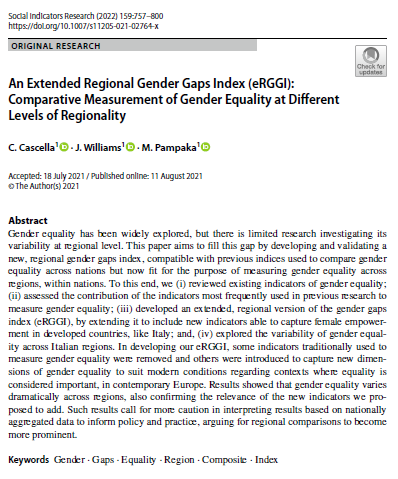 Social Indicators Research (2022) 159:757–800
https://doi.org/10.1007/s11205-021-02764-x
ORIGINAL RESEARCH
Check for
updates
An Extended Regional Gender Gaps Index (eRGGI):
Comparative Measurement of Gender Equality at Different
Levels of Regionality
C. Cascella1 · J. Williams1 · M. Pampaka1
Accepted: 18 July 2021 / Published online: 11 August 2021
© The Author(s) 2021
Abstract
Gender equality has been widely explored, but there is limited research investigating its
variability at regional level. This paper aims to fill this gap by developing and validating a
new, regional gender gaps index, compatible with previous indices used to compare gender
equality across nations but now fit for the purpose of measuring gender equality across
regions, within nations. To this end, we (i) reviewed existing indicators of gender equality;
(ii) assessed the contribution of the indicators most frequently used in previous research to
measure gender equality; (iii) developed an extended, regional version of the gender gaps
index (eRGGI), by extending it to include new indicators able to capture female empower-
ment in developed countries, like Italy; and, (iv) explored the variability of gender equal-
ity across Italian regions. In developing our eRGGI, some indicators traditionally used to
measure gender equality were removed and others were introduced to capture new dimen-
sions of gender equality to suit modern conditions regarding contexts where equality is
considered important, in contemporary Europe. Results showed that gender equality varies
dramatically across regions, also confirming the relevance of the new indicators we pro-
posed to add. Such results call for more caution in interpreting results based on nationally
aggregated data to inform policy and practice, arguing for regional comparisons to become
more prominent.
Keywords Gender · Gaps · Equality · Region · Composite · Index